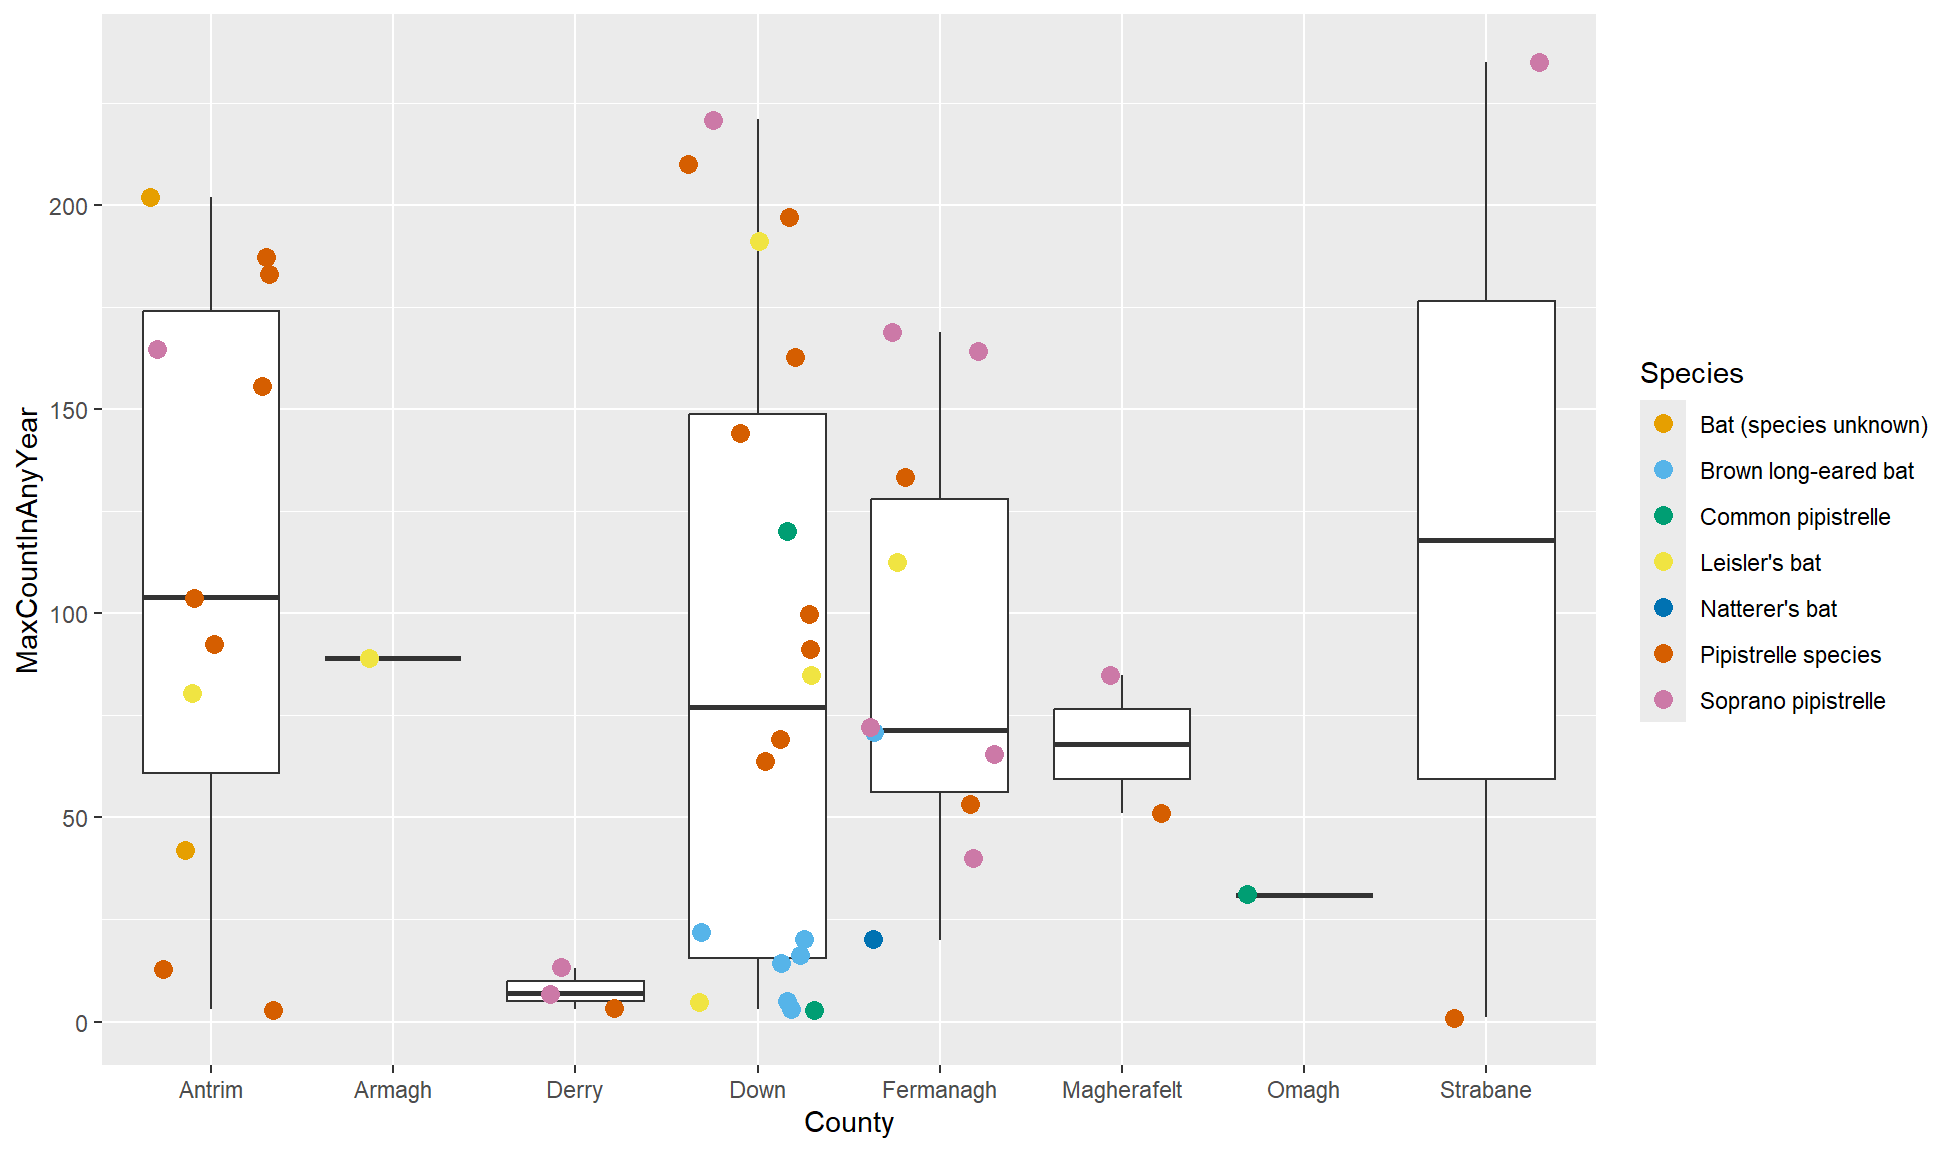 MaxCountInAnyYear
200
150
100
50
0
Antrim Armagh Derry Down Fermanagh Magherafelt Omagh Strabane
County
Species
Bat (species unknown)
Brown long-eared bat
Common pipistrelle
Leisler's bat
Natterer's bat
Pipistrelle species
Soprano pipistrelle